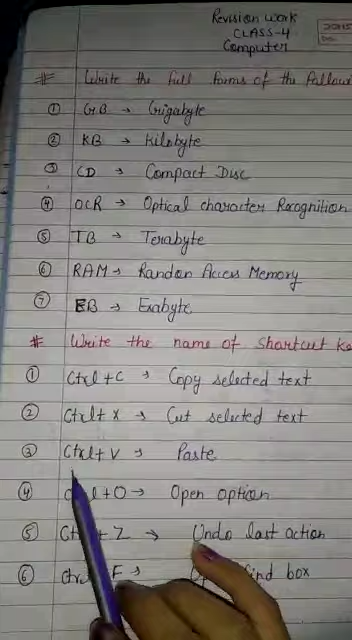 Revision work
CLASS-4
Computer
# Write the full forms of the
① GB → Gigabyte
② KB → Kilobyte
③ CD → Compact Disc
④ OCR → Optical character Recognition
⑤ TB → Terabyte
⑥ RAM → Randon Access Memory
⑦ EB → Exabyte
# Write the name of Shartcut
① Ctrl + C → Copy selected text
② Ctrl + X → Cut selected text
③ Ctrl + V → Paste
④ + O → Open option
⑤ + Z → Undo last action
⑥ F → find box